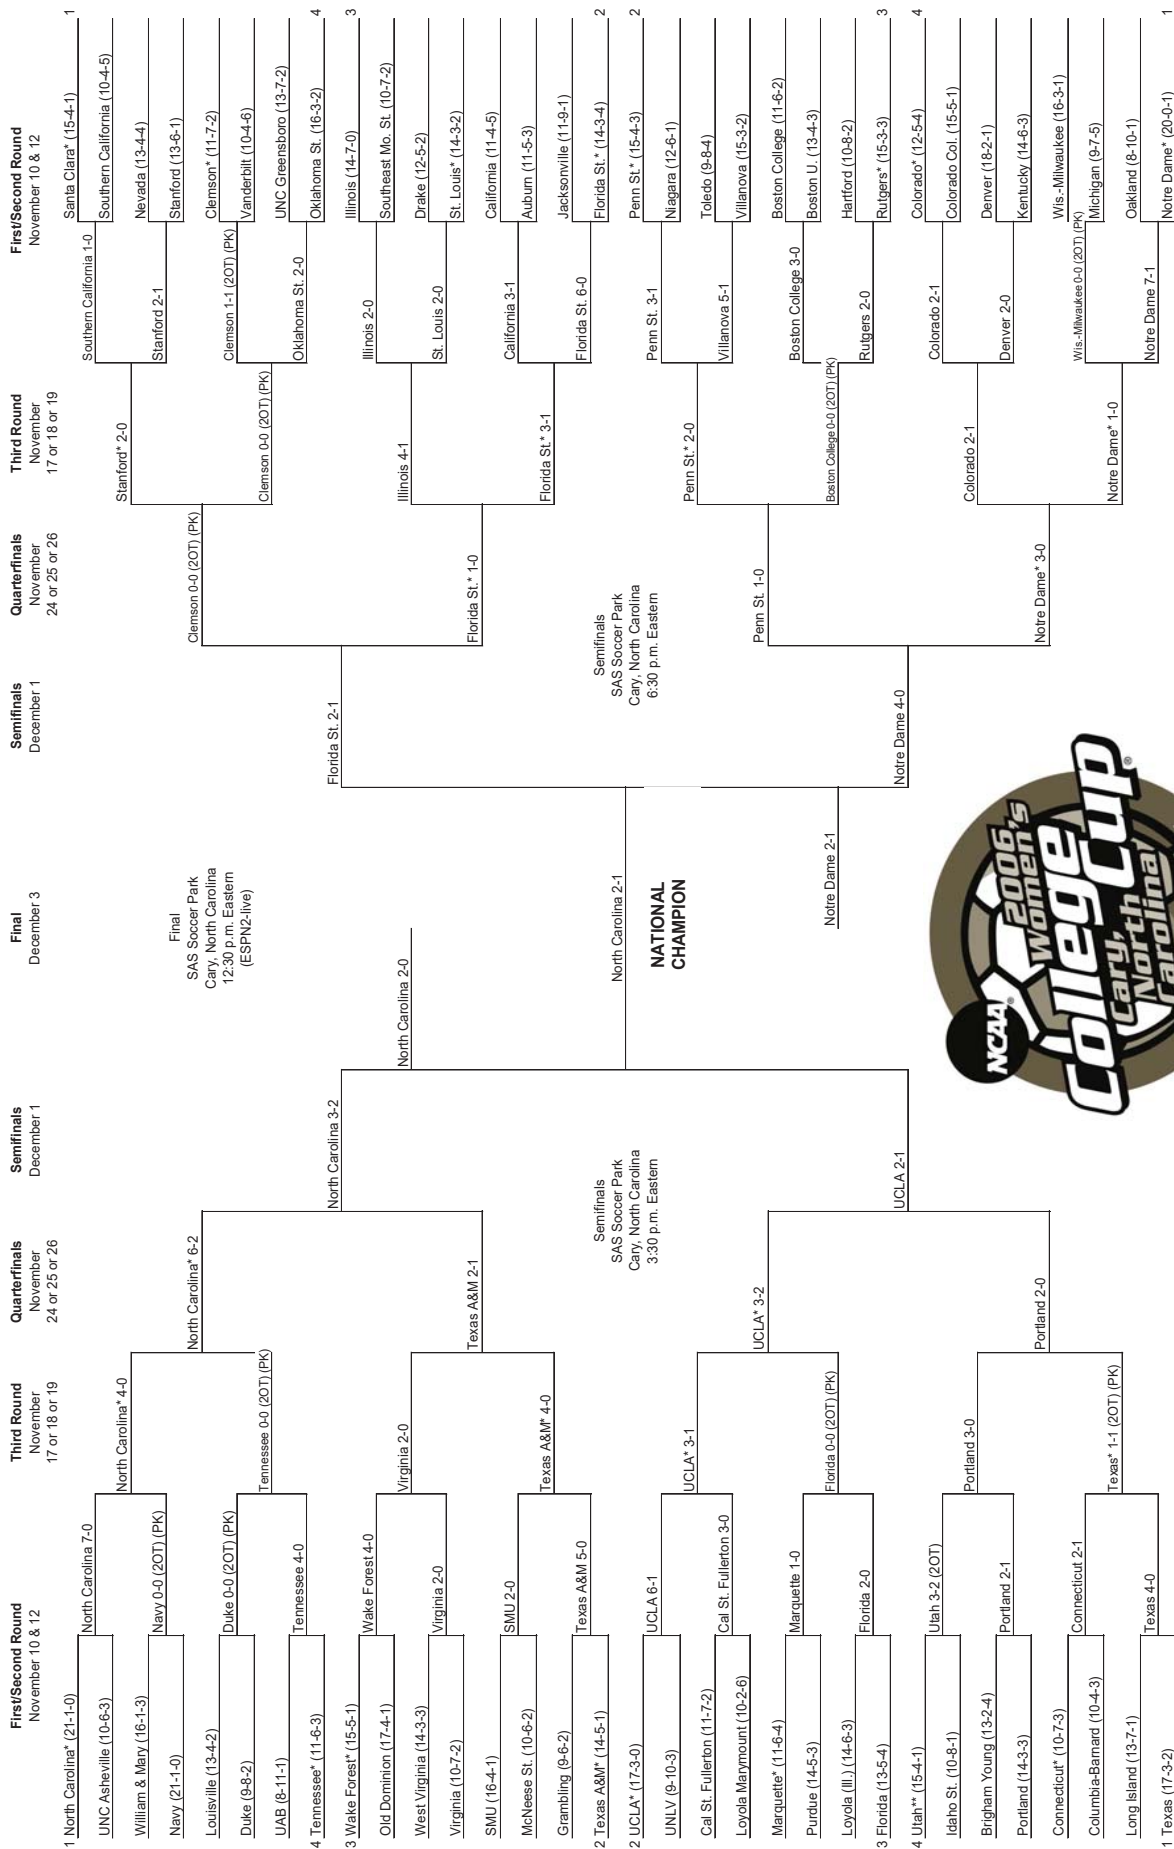 First/Second Round
November 10 & 12
Third Round
November
17 or 18 or 19
Quarterfinals
November
24 or 25 or 26
Semifinals
December 1
Final
December 3
Semifinals
December 1
Quarterfinals
November
24 or 25 or 26
Third Round
November
17 or 18 or 19
First/Second Round
November 10 & 12
1 North Carolina* (21-1-0)
UNC Asheville (10-6-3)
William & Mary (16-1-3)
Navy (21-1-0)
Louisville (13-4-2)
Duke (9-8-2)
UAB (8-11-1)
4 Tennessee* (11-6-3)
3 Wake Forest* (15-5-1)
Old Dominion (17-4-1)
West Virginia (14-3-3)
Virginia (10-7-2)
SMU (16-4-1)
McNeese St. (10-6-2)
Grambling (9-6-2)
2 Texas A&M* (14-5-1)
2 UCLA* (17-3-0)
UNLV (9-10-3)
Cal St. Fullerton (11-7-2)
Loyola Marymount (10-2-6)
Marquette* (11-6-4)
Purdue (14-5-3)
Loyola (Ill.) (14-6-3)
3 Florida (13-5-4)
4 Utah** (15-4-1)
Idaho St. (10-8-1)
Brigham Young (13-2-4)
Portland (14-3-3)
Connecticut* (10-7-3)
Columbia-Barnard (10-4-3)
Long Island (13-7-1)
1 Texas (17-3-2)
North Carolina 7-0
Navy 0-0 (2OT) (PK)
Duke 0-0 (2OT) (PK)
Tennessee 4-0
Wake Forest 4-0
Virginia 2-0
SMU 2-0
Texas A&M 5-0
UCLA 6-1
Cal St. Fullerton 3-0
Marquette 1-0
Florida 2-0
Utah 3-2 (2OT)
Portland 2-1
Connecticut 2-1
Texas 4-0
North Carolina* 4-0
Tennessee 0-0 (2OT) (PK)
Virginia 2-0
Texas A&M* 4-0
UCLA* 3-1
Florida 0-0 (2OT) (PK)
Portland 3-0
Texas* 1-1 (2OT) (PK)
North Carolina* 6-2
Texas A&M 2-1
UCLA* 3-2
Portland 2-0
North Carolina 3-2
UCLA 2-1
Semifinals
SAS Soccer Park
Cary, North Carolina
3:30 p.m. Eastern
North Carolina 2-0
Final
SAS Soccer Park
Cary, North Carolina
12:30 p.m. Eastern
(ESPN2-live)
North Carolina 2-1
NATIONAL
CHAMPION
Notre Dame 2-1
NCAA®
2006
Women's
College Cup®
Cary, North
Carolina
Florida St. 2-1
Notre Dame 4-0
Semifinals
SAS Soccer Park
Cary, North Carolina
6:30 p.m. Eastern
Clemson 0-0 (2OT) (PK)
Florida St.* 1-0
Penn St. 1-0
Notre Dame* 3-0
Stanford* 2-0
Clemson 0-0 (2OT) (PK)
Illinois 4-1
Florida St.* 3-1
Penn St.* 2-0
Boston College 0-0 (2OT) (PK)
Colorado 2-1
Notre Dame* 1-0
Southern California 1-0
Stanford 2-1
Clemson 1-1 (2OT) (PK)
Oklahoma St. 2-0
Illinois 2-0
St. Louis 2-0
California 3-1
Florida St. 6-0
Penn St. 3-1
Villanova 5-1
Boston College 3-0
Rutgers 2-0
Colorado 2-1
Denver 2-0
Wis.-Milwaukee 0-0 (2OT) (PK)
Notre Dame 7-1
Santa Clara* (15-4-1) 1
Southern California (10-4-5)
Nevada (13-4-4)
Stanford (13-6-1)
Clemson* (11-7-2)
Vanderbilt (10-4-6)
UNC Greensboro (13-7-2)
Oklahoma St. (16-3-2) 4
Illinois (14-7-0) 3
Southeast Mo. St. (10-7-2)
Drake (12-5-2)
St. Louis* (14-3-2)
California (11-4-5)
Auburn (11-5-3)
Jacksonville (11-9-1)
Florida St.* (14-3-4) 2
Penn St.* (15-4-3) 2
Niagara (12-6-1)
Toledo (9-8-4)
Villanova (15-3-2)
Boston College (11-6-2)
Boston U. (13-4-3)
Hartford (10-8-2)
Rutgers* (15-3-3) 3
Colorado* (12-5-4) 4
Colorado Col. (15-5-1)
Denver (18-2-1)
Kentucky (14-6-3)
Wis.-Milwaukee (16-3-1)
Michigan (9-7-5)
Oakland (8-10-1)
Notre Dame* (20-0-1) 1